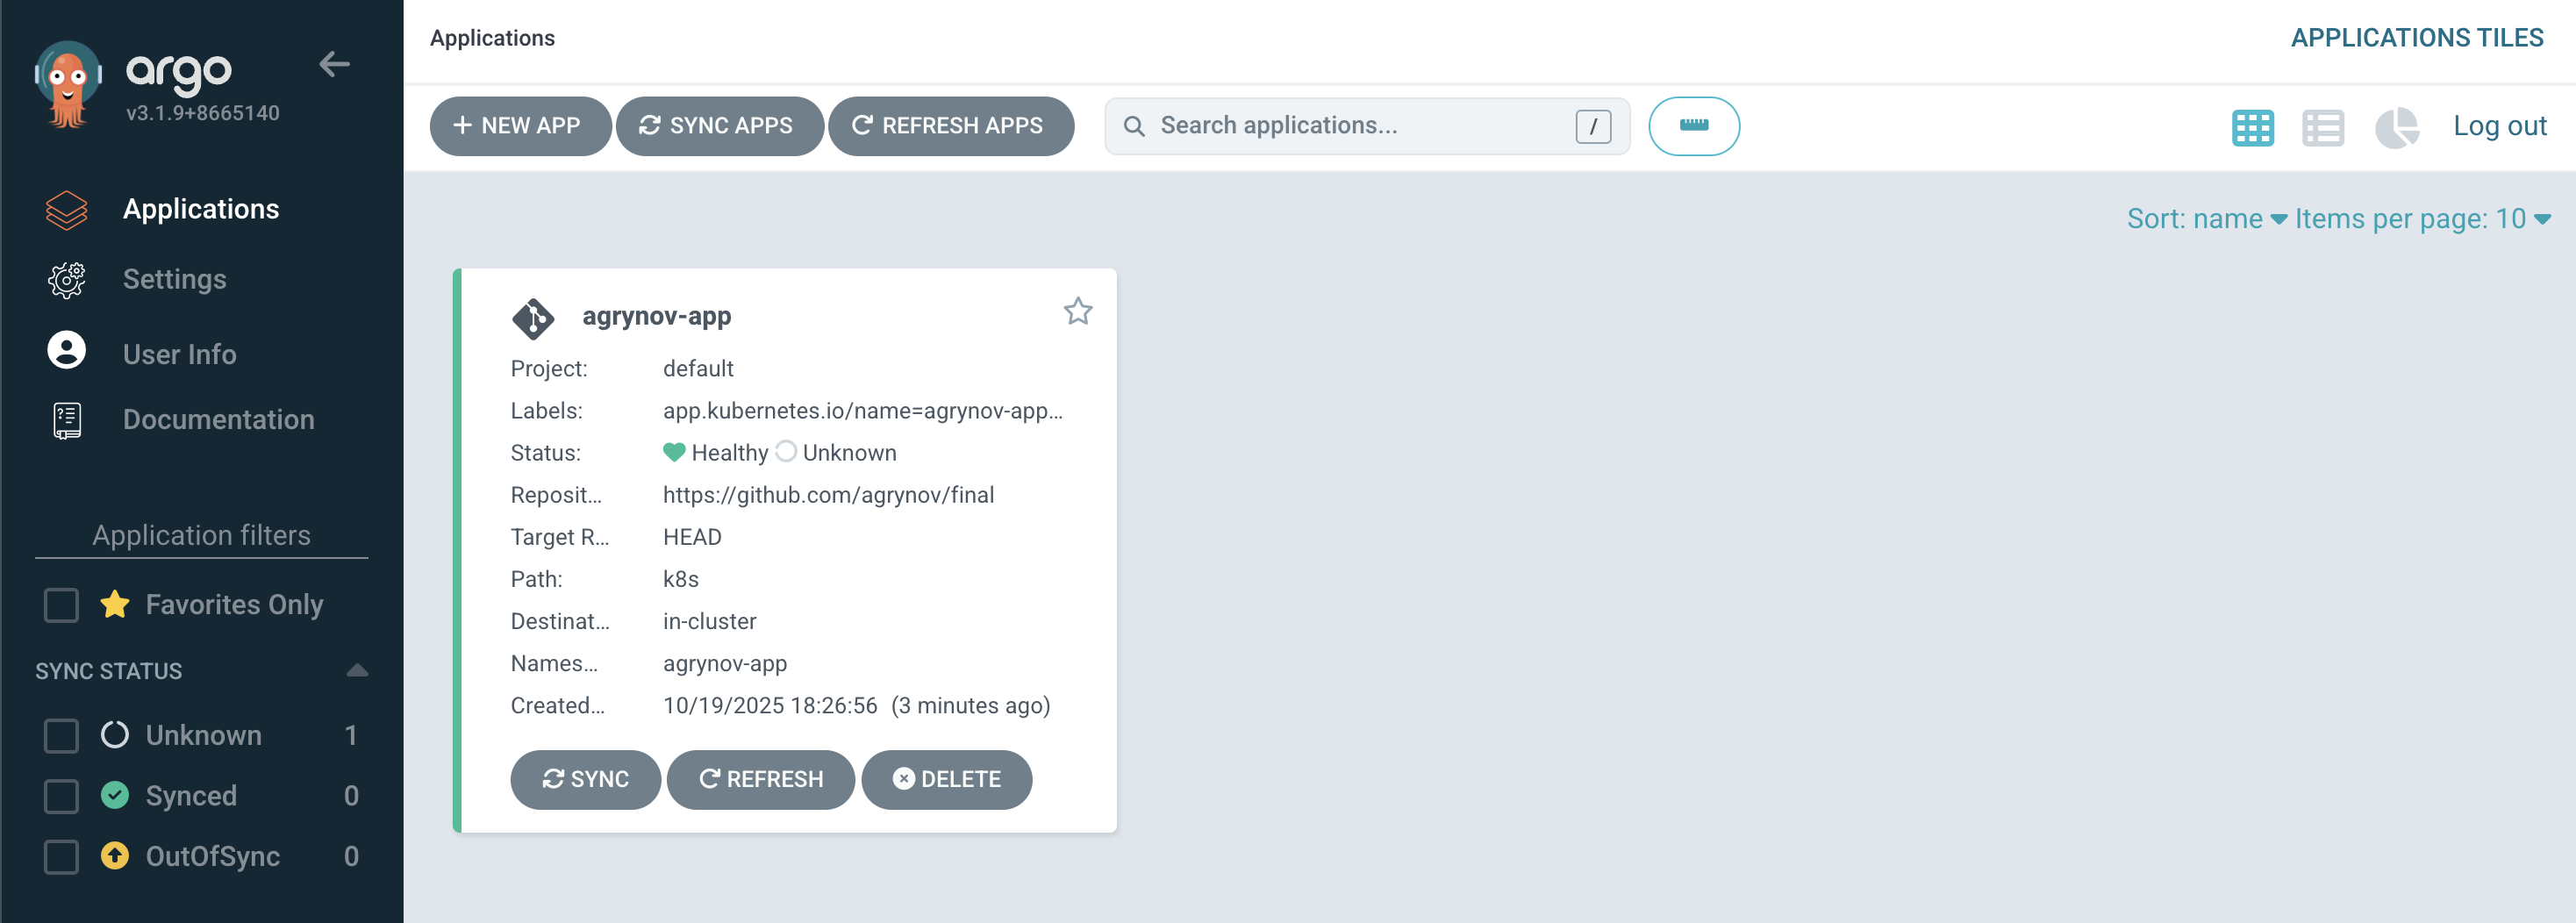 argo
v3.1.9+8665140
Applications
Settings
User Info
Documentation
Application filters
Favorites Only
SYNC STATUS
Unknown 1
Synced 0
OutOfSync 0
Applications
APPLICATIONS TILES
NEW APP SYNC APPS REFRESH APPS Search applications... / Log out
Sort: name Items per page: 10
agrynov-app
Project: default
Labels: app.kubernetes.io/name=agrynov-app...
Status: Healthy Unknown
Reposit... https://github.com/agrynov/final
Target R... HEAD
Path: k8s
Destinat... in-cluster
Names... agrynov-app
Created... 10/19/2025 18:26:56 (3 minutes ago)
SYNC REFRESH DELETE